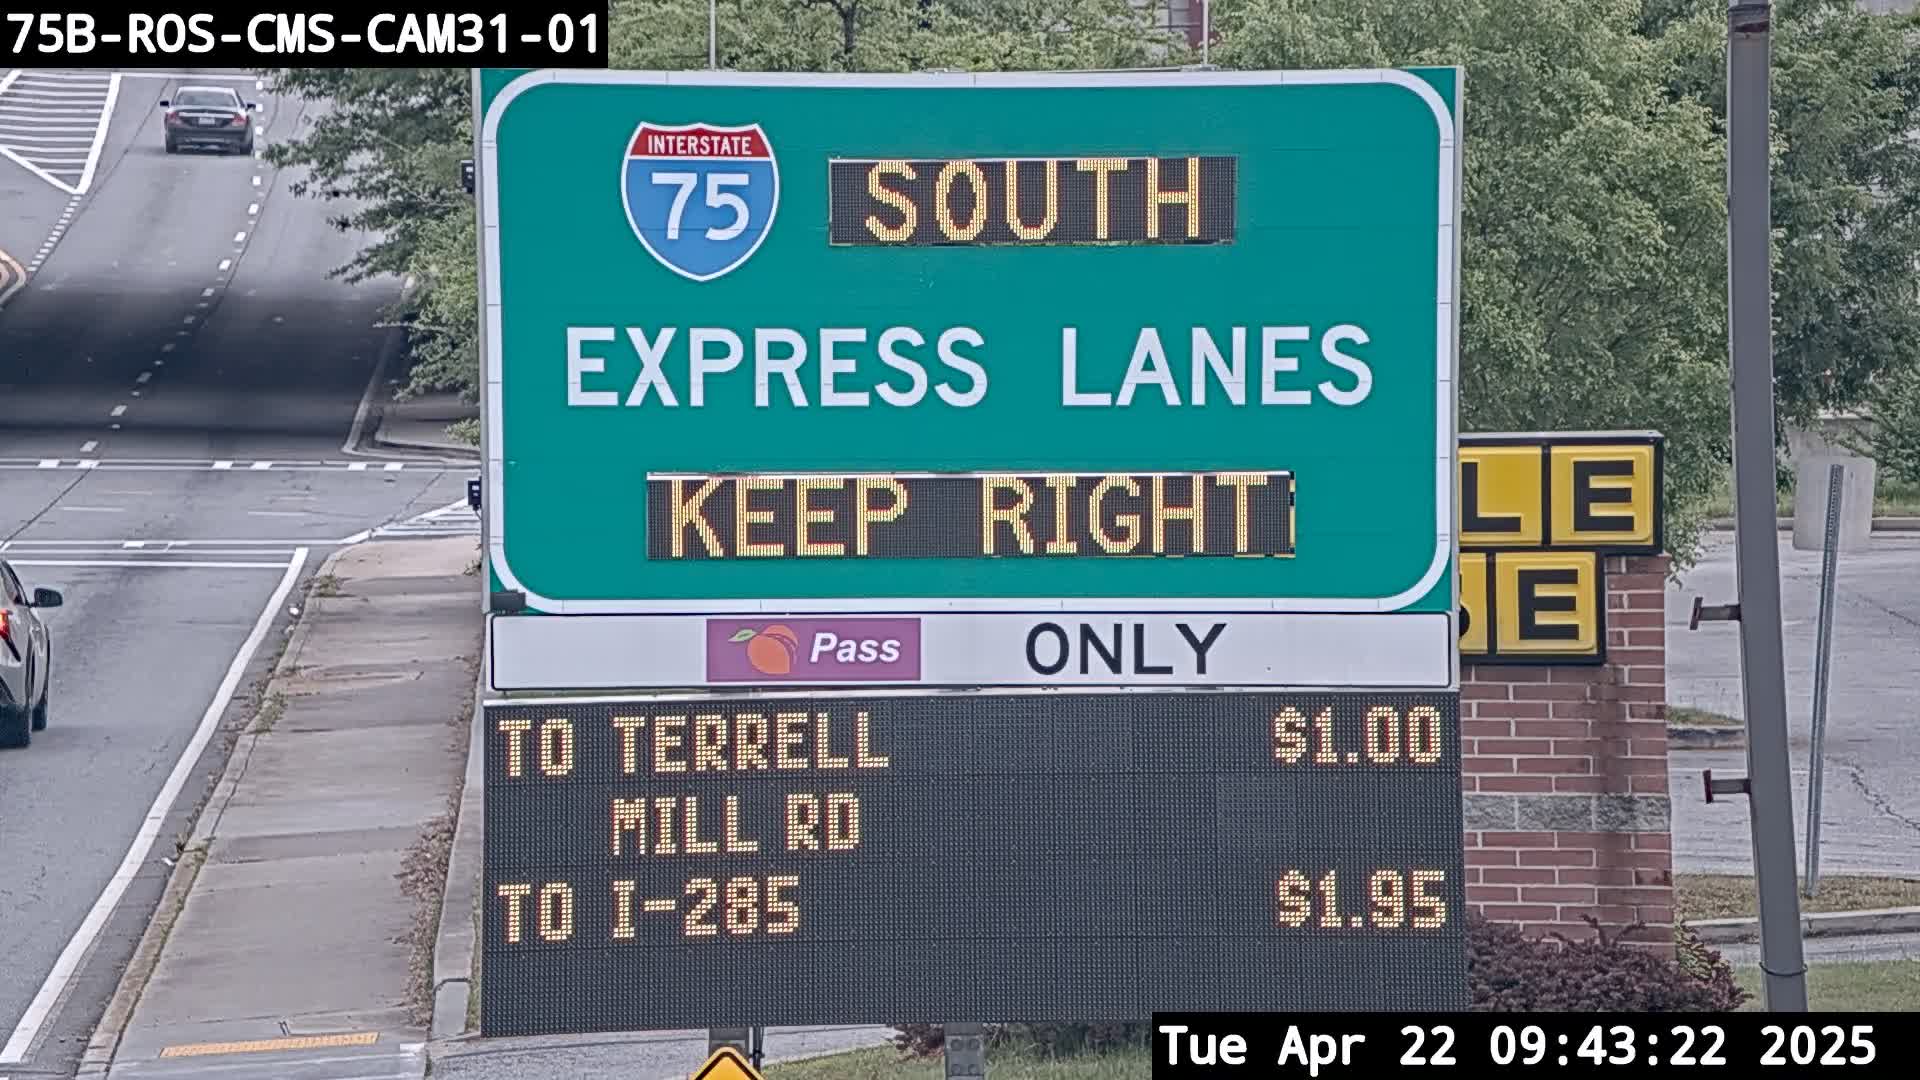 75B-ROS-CMS-CAM31-01
INTERSTATE
75
SOUTH
EXPRESS LANES
KEEP RIGHT
Pass ONLY
TO TERRELL $1.00
MILL RD
TO I-285 $1.95
LE
E
Tue Apr 22 09:43:22 2025